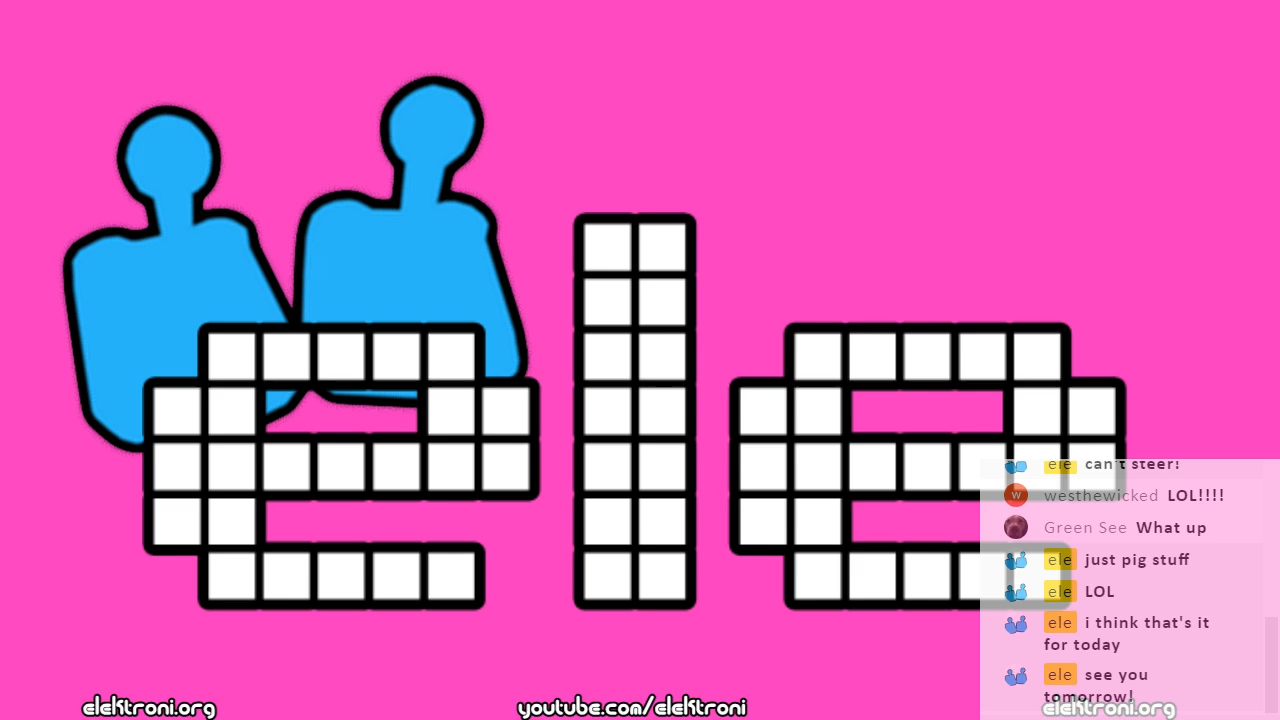 ele
ele can't steer!
w westhewicked LOL!!!!
Green See What up
ele just pig stuff
ele LOL
ele i think that's it
for today
ele see you
tomorrow!
elektroni.org youtube.com/elektroni elektroni.org